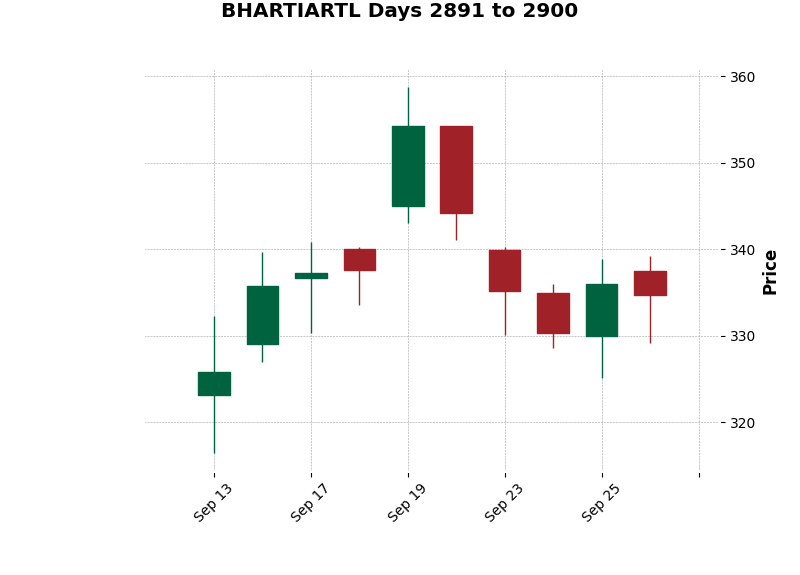 BHARTIARTL Days 2891 to 2900
360
350
340
330
320
Price
Sep 13
Sep 17
Sep 19
Sep 23
Sep 25